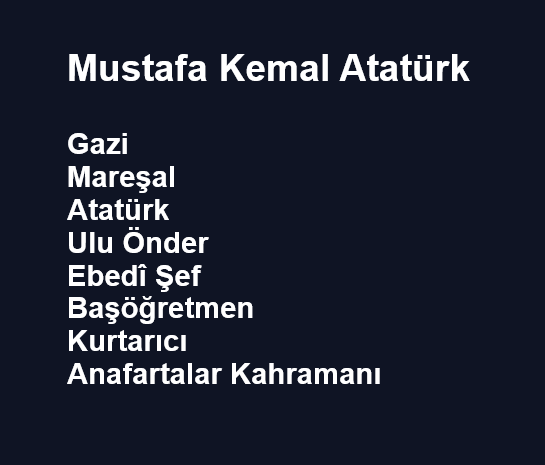 Mustafa Kemal Atatürk
Gazi
Mareşal
Atatürk
Ulu Önder
Ebedî Şef
Başöğretmen
Kurtarıcı
Anafartalar Kahramanı